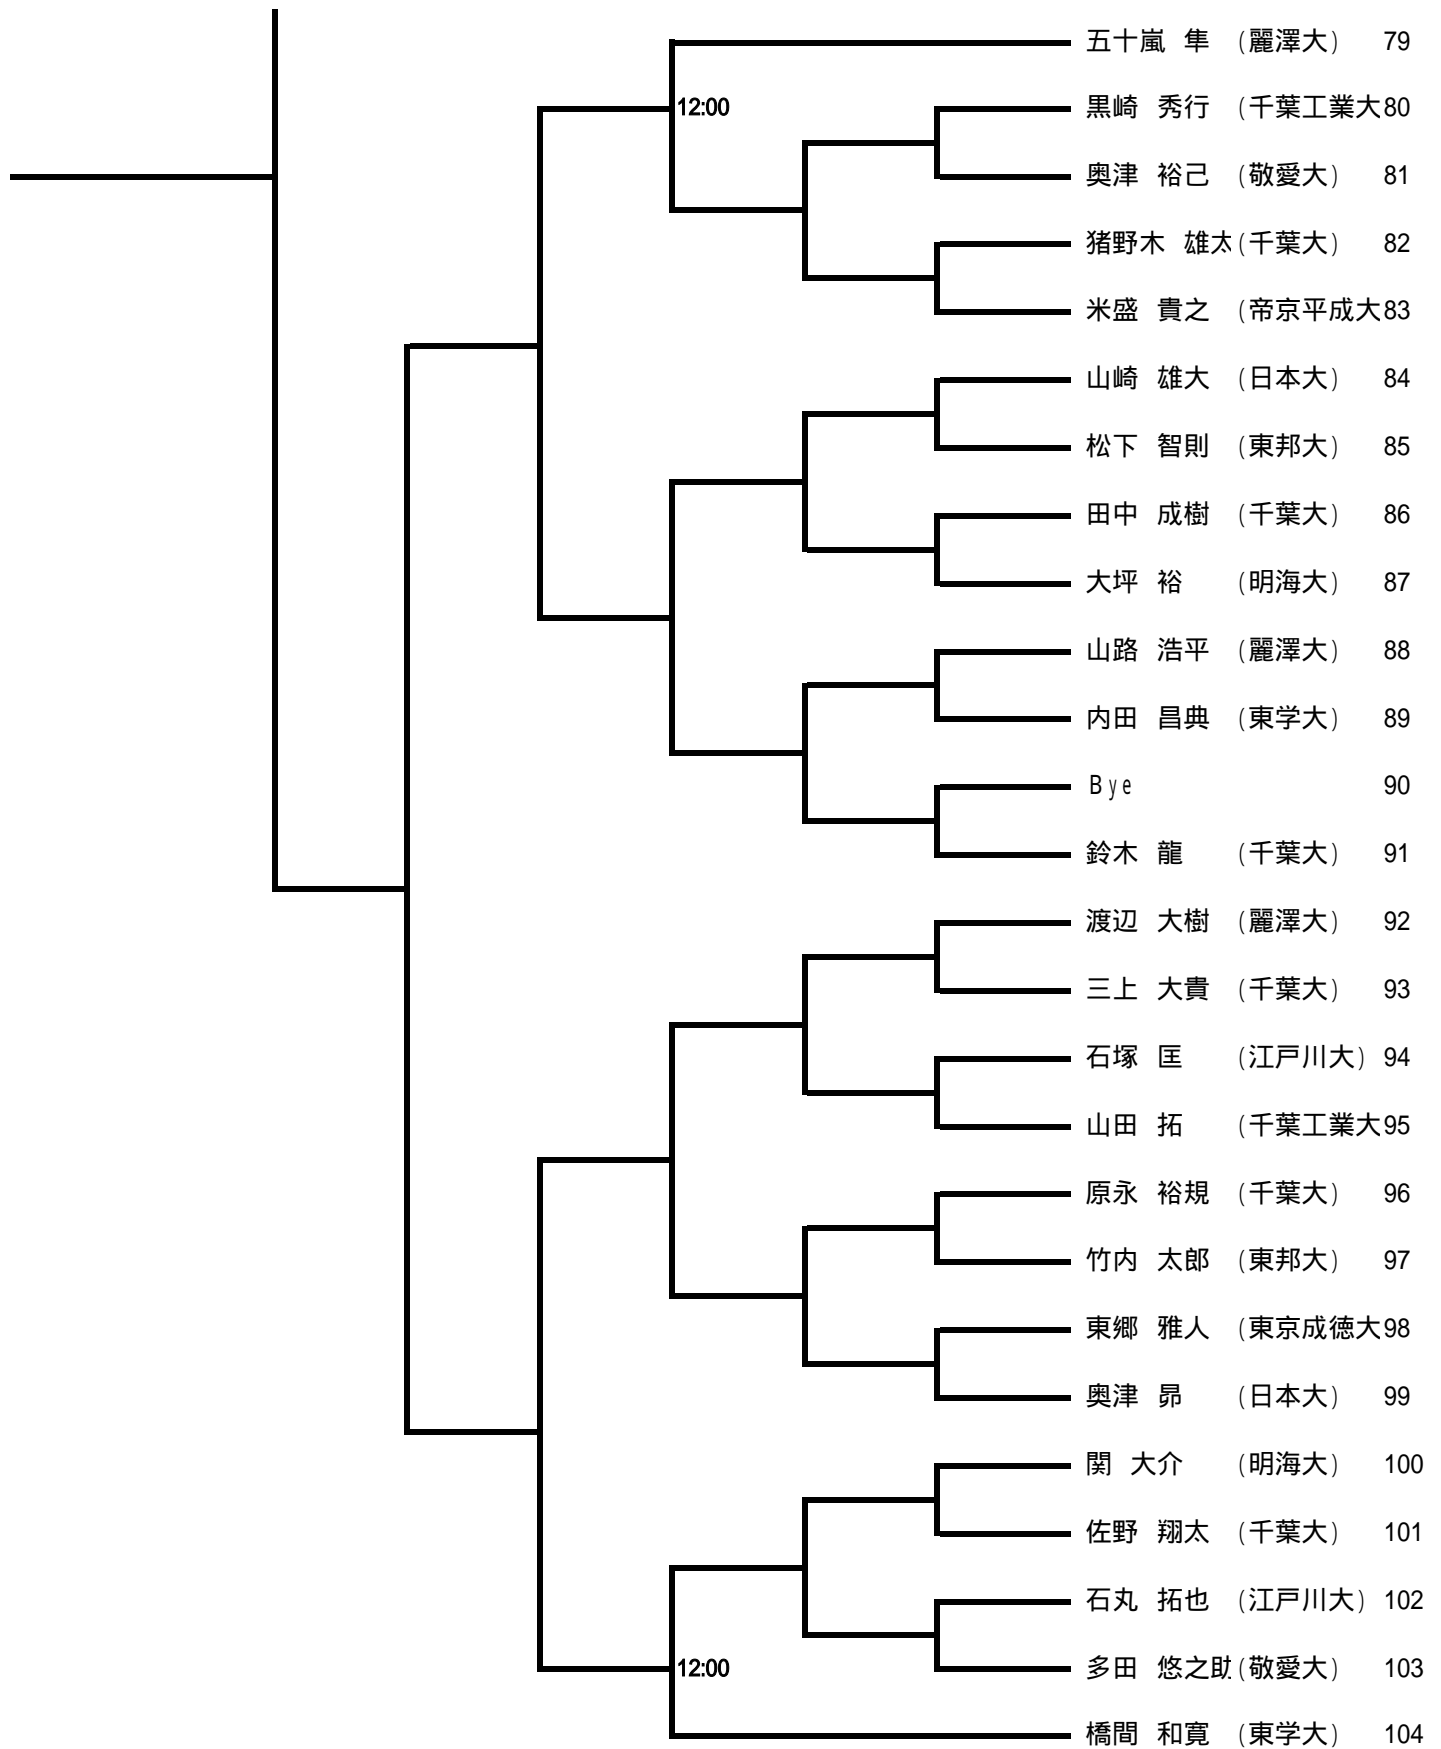 五十嵐 隼 (麗澤大) 79
12:00
黒崎 秀行 (千葉工業大 80
奥津 裕己 (敬愛大) 81
猪野木 雄太 (千葉大) 82
米盛 貴之 (帝京平成大 83
山崎 雄大 (日本大) 84
松下 智則 (東邦大) 85
田中 成樹 (千葉大) 86
大坪 裕 (明海大) 87
山路 浩平 (麗澤大) 88
内田 昌典 (東学大) 89
Bye 90
鈴木 龍 (千葉大) 91
渡辺 大樹 (麗澤大) 92
三上 大貴 (千葉大) 93
石塚 匡 (江戸川大) 94
山田 拓 (千葉工業大 95
原永 裕規 (千葉大) 96
竹内 太郎 (東邦大) 97
東郷 雅人 (東京成徳大 98
奥津 昴 (日本大) 99
関 大介 (明海大) 100
佐野 翔太 (千葉大) 101
石丸 拓也 (江戸川大) 102
12:00
多田 悠之助 (敬愛大) 103
橋間 和寛 (東学大) 104